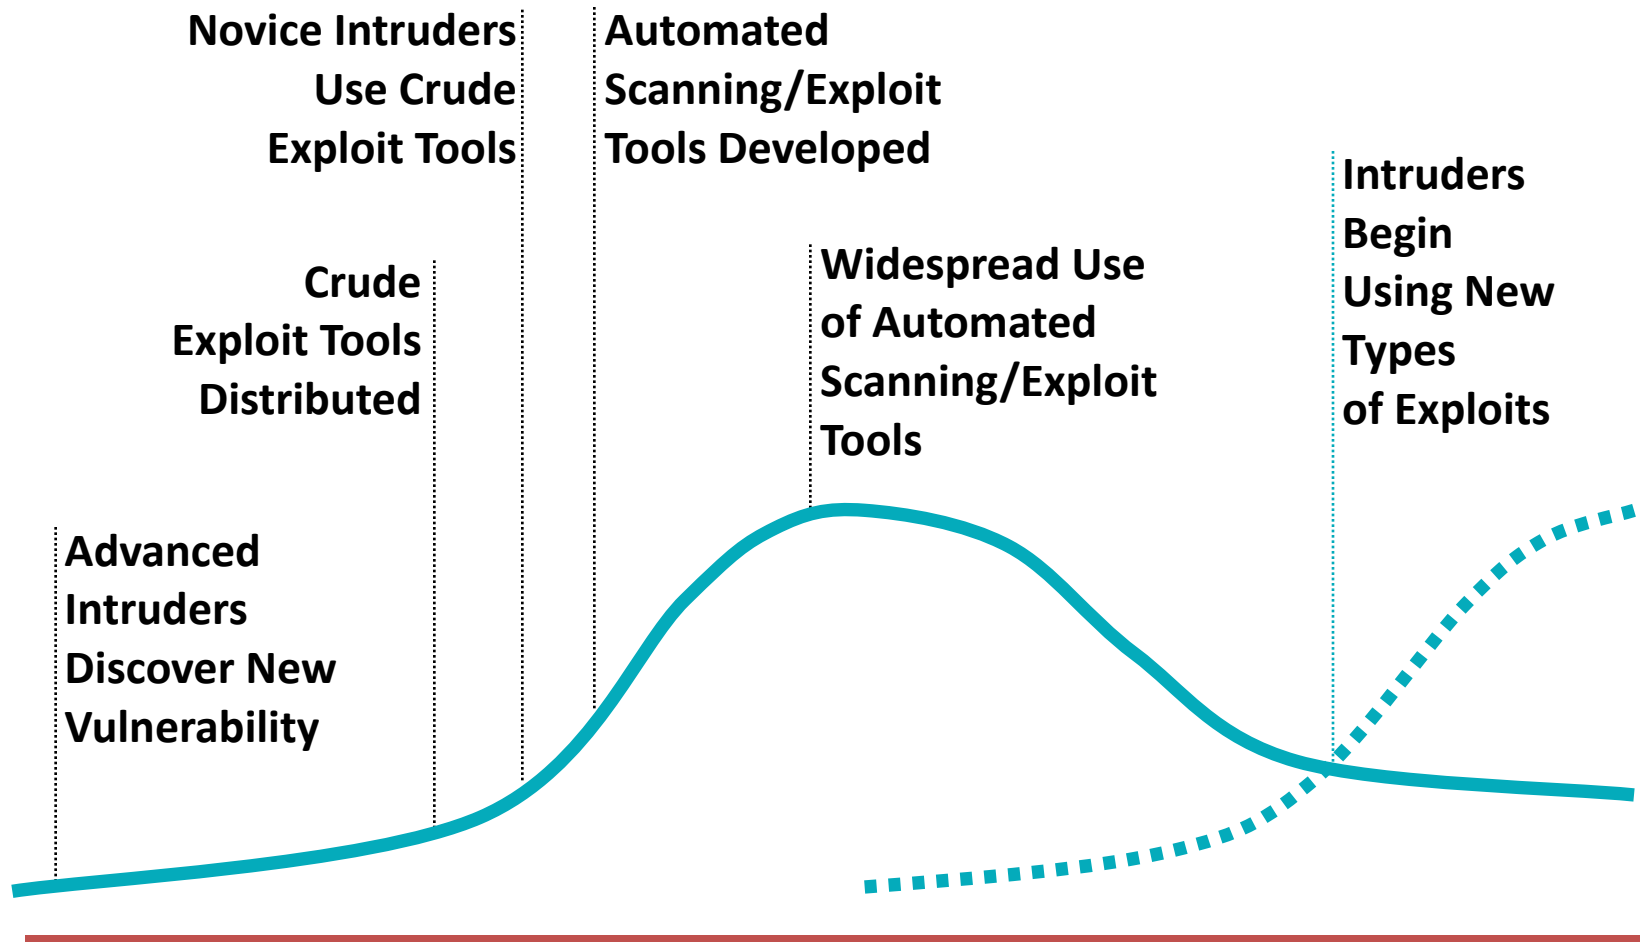 Novice Intruders
Use Crude
Exploit Tools
Automated
Scanning/Exploit
Tools Developed
Intruders
Begin
Using New
Types
of Exploits
Crude
Exploit Tools
Distributed
Widespread Use
of Automated
Scanning/Exploit
Tools
Advanced
Intruders
Discover New
Vulnerability